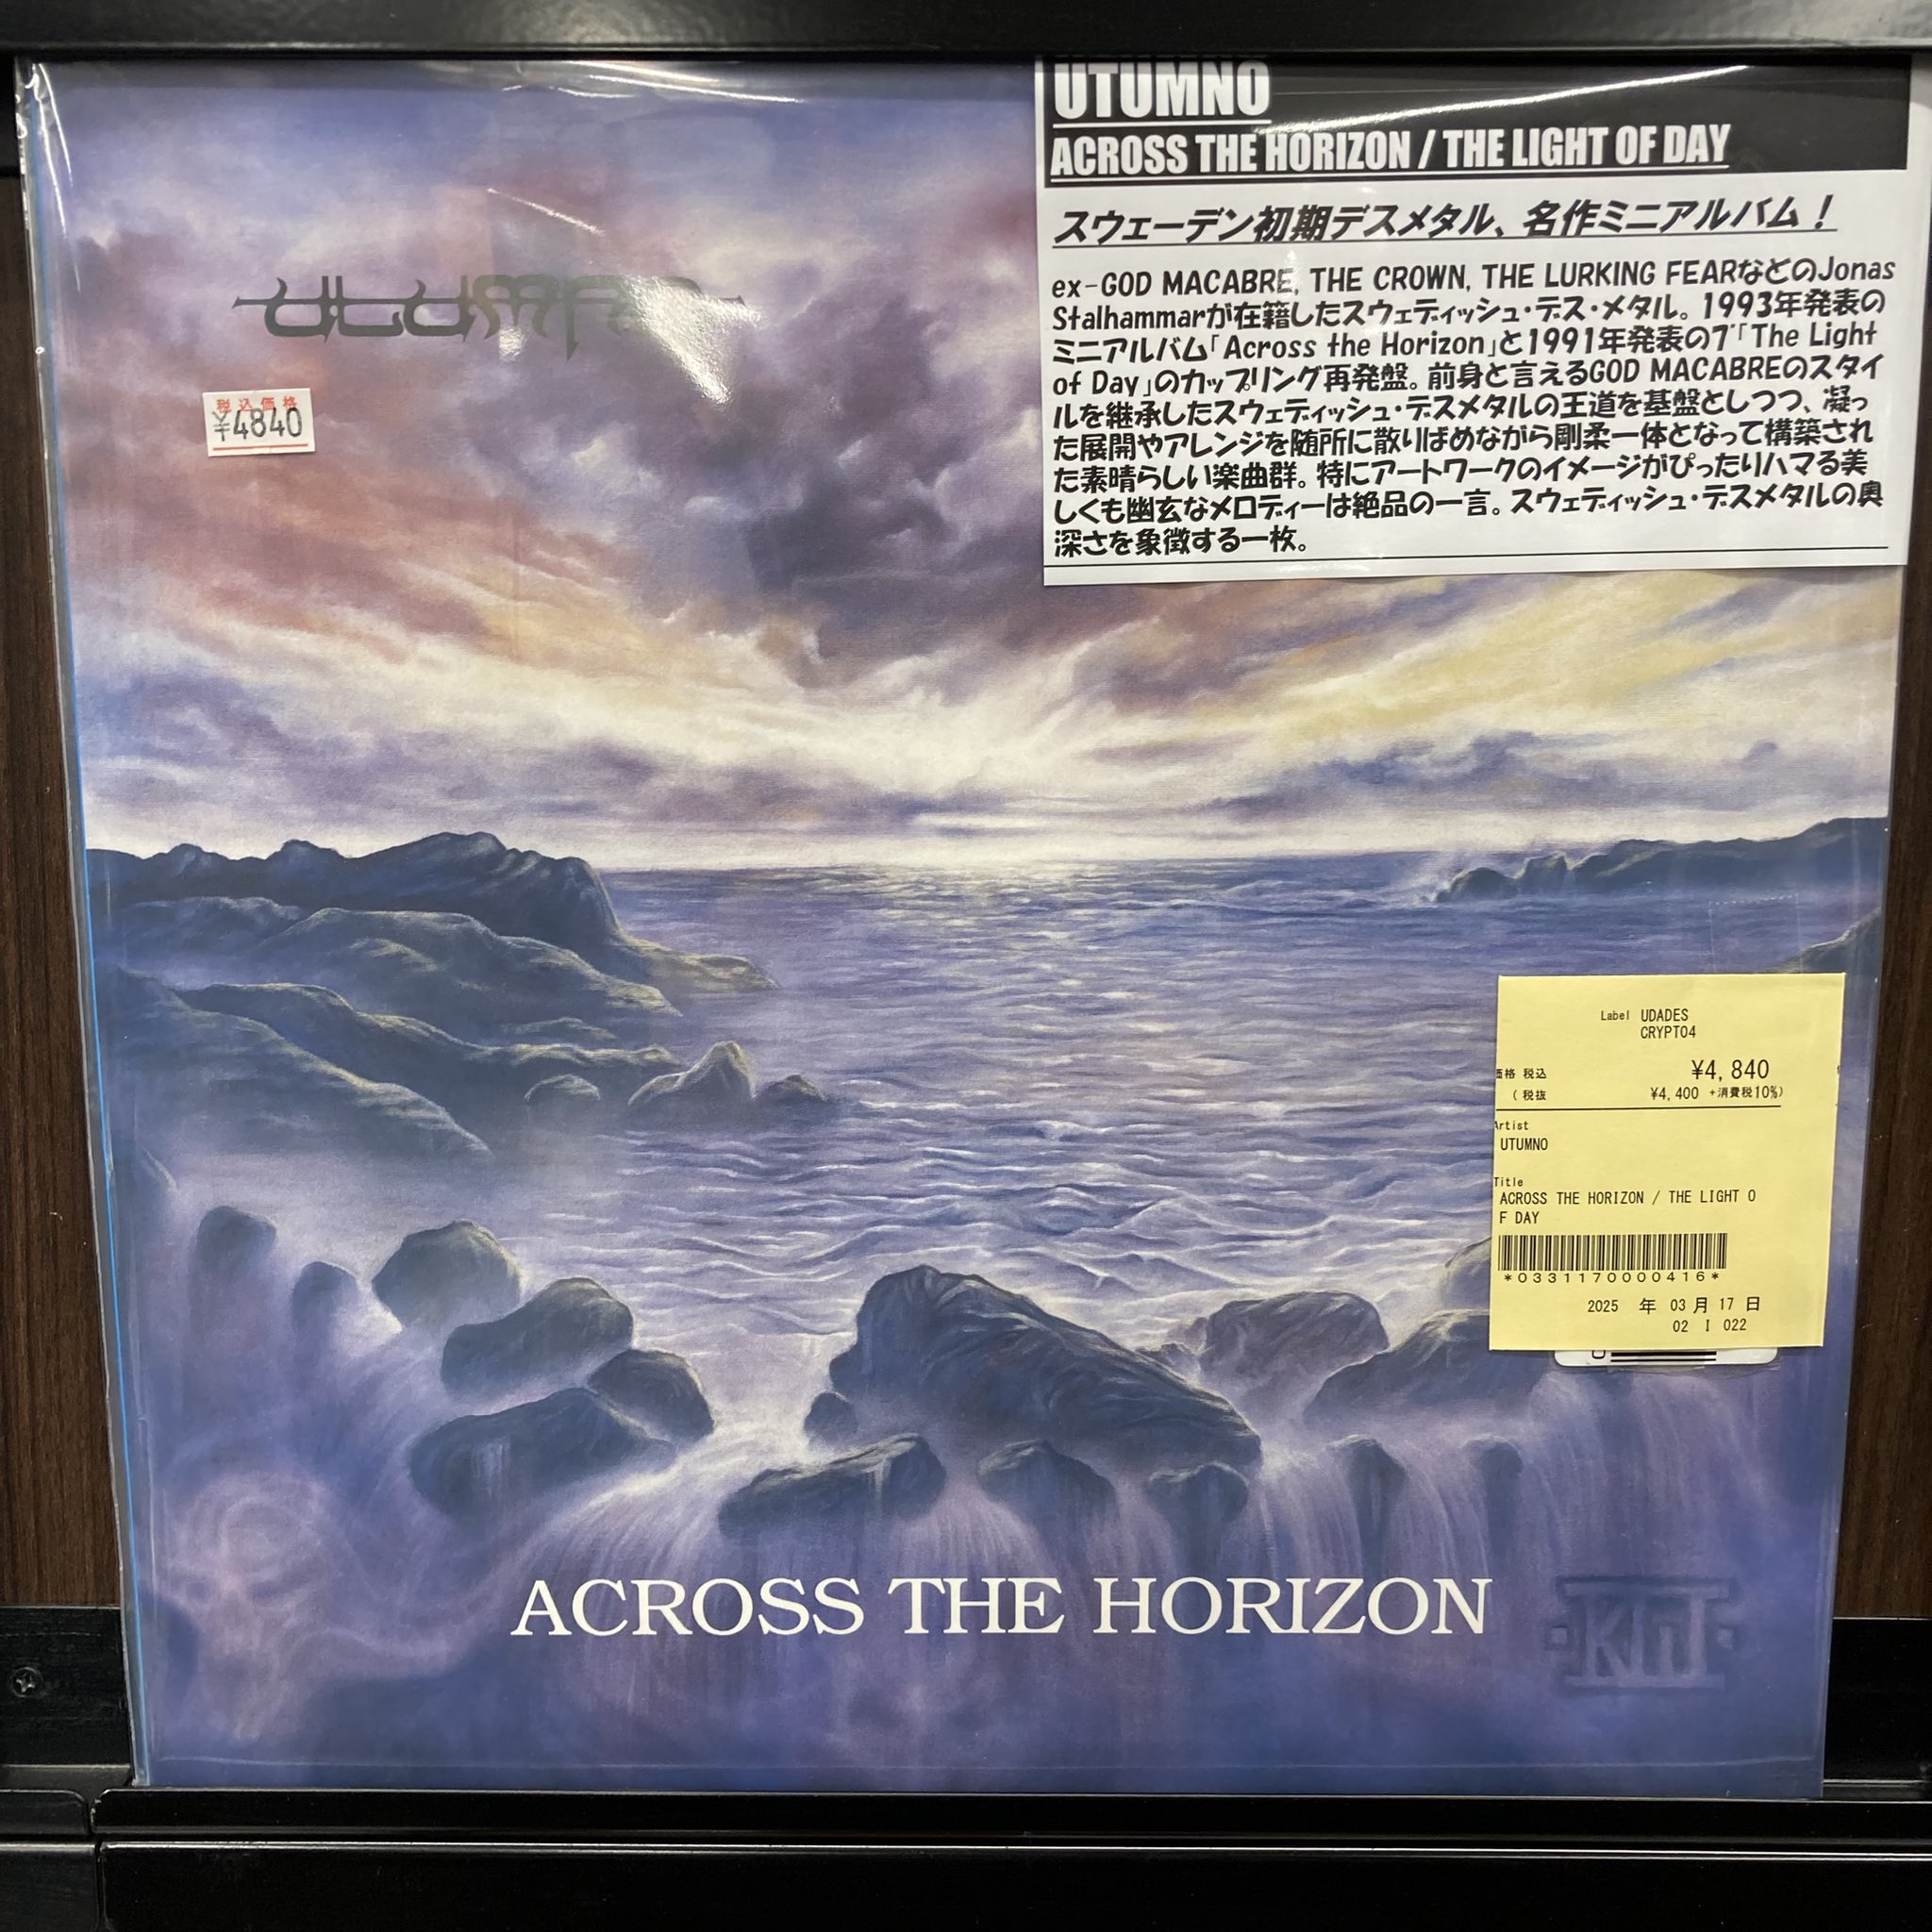 UTUMNO
ACROSS THE HORIZON / THE LIGHT OF DAY
スウェーデン初期デスメタル、名作ミニアルバム！
ex-GOD MACABRE, THE CROWN, THE LURKING FEARなどのJonas
Stalhammarが在籍したスウェディッシュ・デス・メタル。1993年発表の
ミニアルバム「Across the Horizon」と1991年発表の7"「The Light
of Day」のカップリング再発盤。前身と言えるGOD MACABREのスタイ
ルを継承したスウェディッシュ・デスメタルの王道を基盤としつつ、凝っ
た展開やアレンジを随所に散りばめながら剛柔一体となって構築され
た素晴らしい楽曲群。特にアートワークのイメージがぴったりハマる美
しくも幽玄なメロディーは絶品の一言。スウェディッシュ・デスメタルの奥
深さを象徴する一枚。
utumno
税込価格
¥4840
Label UDADES
CRYPT04
価格 税込 ¥4,840
(税抜 ¥4,400 +消費税10%)
Artist
UTUMNO
Title
ACROSS THE HORIZON / THE LIGHT O
F DAY
*0331170000416*
2025 年 03 月 17 日
02 I 022
ACROSS THE HORIZON